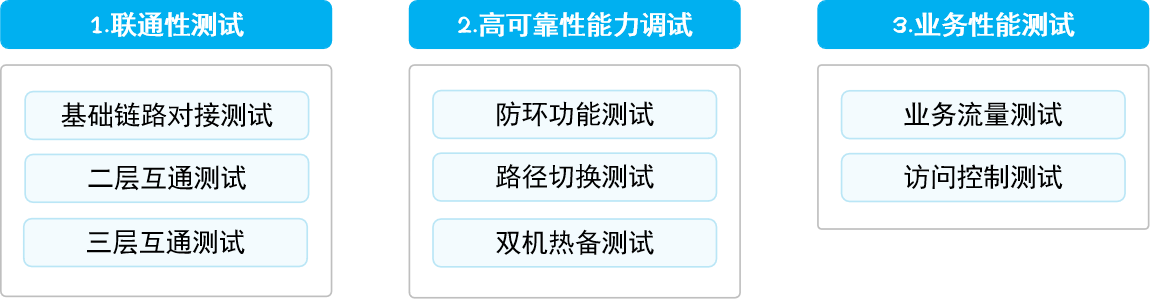 1.联通性测试
基础链路对接测试
二层互通测试
三层互通测试
2.高可靠性能力调试
防环功能测试
路径切换测试
双机热备测试
3.业务性能测试
业务流量测试
访问控制测试